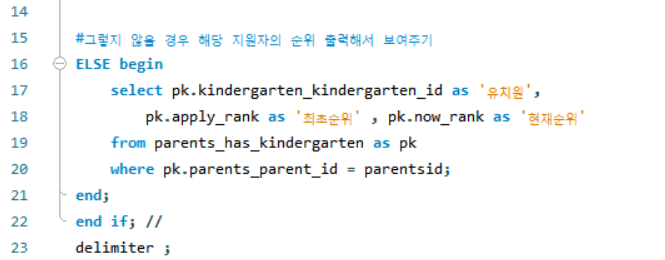 14
15 #그렇지 않을 경우 해당 지원자의 순위 출력해서 보여주기
16 ELSE begin
17 select pk.kindergarten_kindergarten_id as '유치원',
18 pk.apply_rank as '최초순위' , pk.now_rank as '현재순위'
19 from parents_has_kindergarten as pk
20 where pk.parents_parent_id = parentsid;
21 end;
22 end if; //
23 delimiter ;